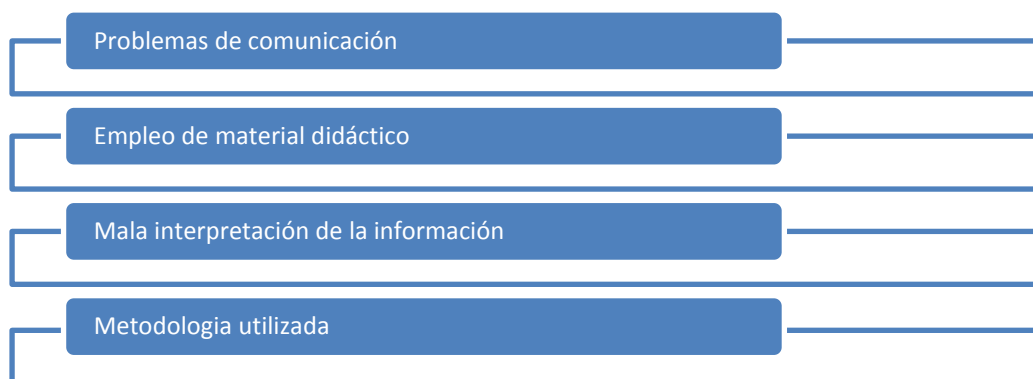 Problemas de comunicación
Empleo de material didáctico
Mala interpretación de la información
Metodologia utilizada